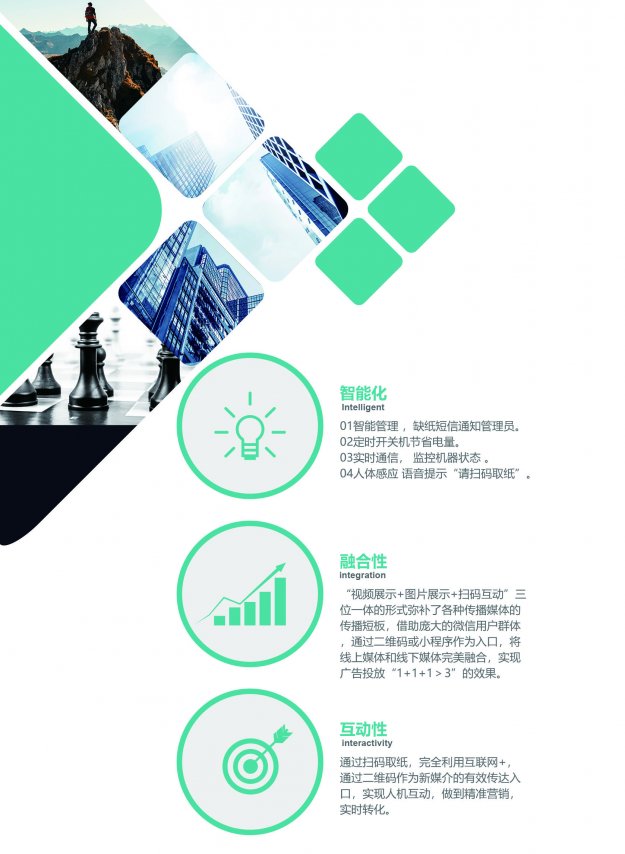 智能化
Intelligent
01智能管理 ，缺纸短信通知管理员。
02定时开关机节省电量。
03实时通信， 监控机器状态 。
04人体感应 语音提示“请扫码取纸” 。
融合性
integration
“视频展示+图片展示+扫码互动”三
位一体的形式弥补了各种传播媒体的
传播短板，借助庞大的微信用户群体
，通过二维码或小程序作为入口，将
线上媒体和线下媒体完美融合，实现
广告投放“1+1+1＞3”的效果。
互动性
interactivity
通过扫码取纸，完全利用互联网+，
通过二维码作为新媒介的有效传达入
口，实现人机互动，做到精准营销，
实时转化。